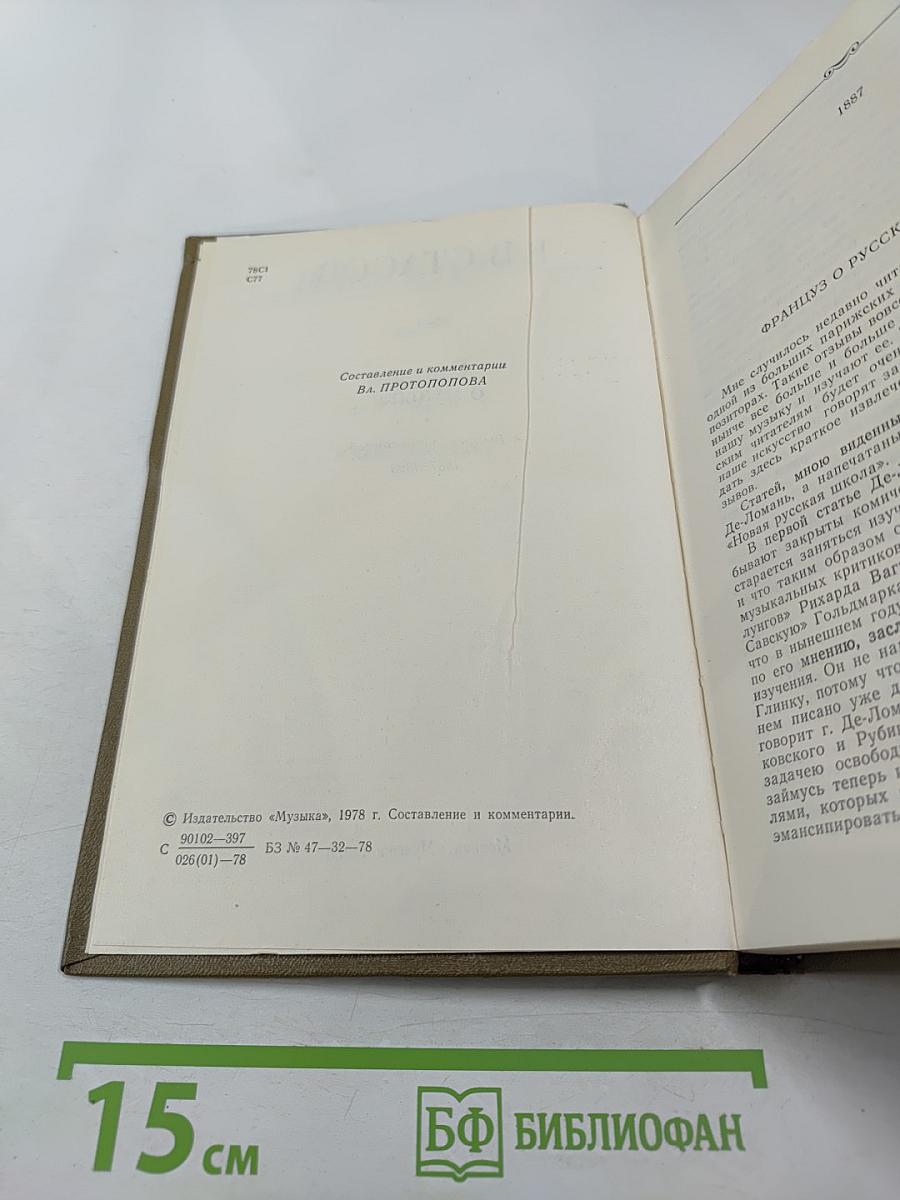 78С1
С77
Составление и комментарии
Вл. ПРОТОПОПОВА
© Издательство «Музыка», 1978 г. Составление и комментарии.
С 90102—397
026(01)—78 БЗ № 47—32—78
1887
ФРАНЦУЗ О РУССК
Мне случилось недавно чит
одной из больших парижских
позиторах. Такие отзывы вовсе
нынче все больше и больше
нашу музыку и изучают ее.
ским читателям будет очен
наше искусство говорят за
дать здесь краткое извлече
зывов.
Статей, мною виденны
Де-Ломань, а напечатаны
«Новая русская школа».
В первой статье Де-Л
бывают закрыты комиче
старается заняться изуч
и что таким образом с
музыкальных критиков
лунгов» Рихарда Ваг
Савскую» Гольдмарка
что в нынешнем году
по его мнению, засл
изучения. Он не на
Глинку, потому что
нем писано уже д
говорит г. Де-Лом
ковского и Рубин
задачею освобод
займусь теперь
лями, которых
эмансипировать
15 см
БФ БИБЛИОФАН